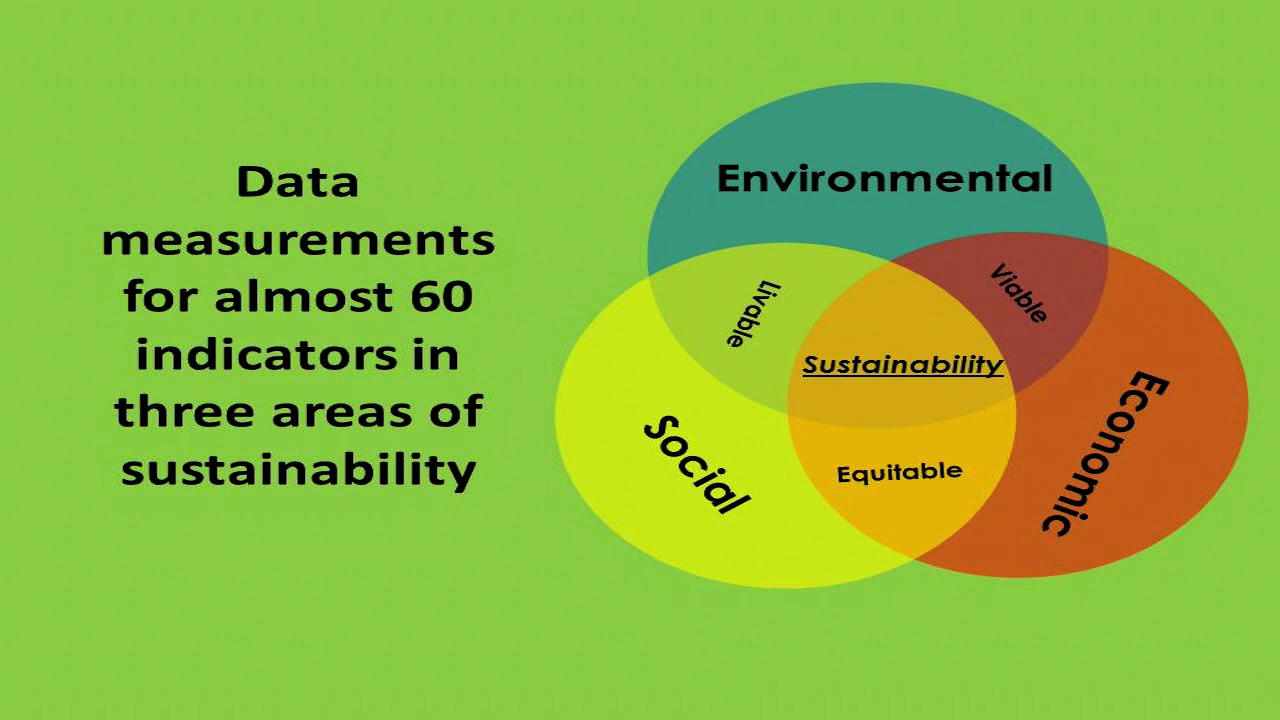 Data
measurements
for almost 60
indicators in
three areas of
sustainability
Environmental
Livable
Viable
Sustainability
Social
Economic
Equitable